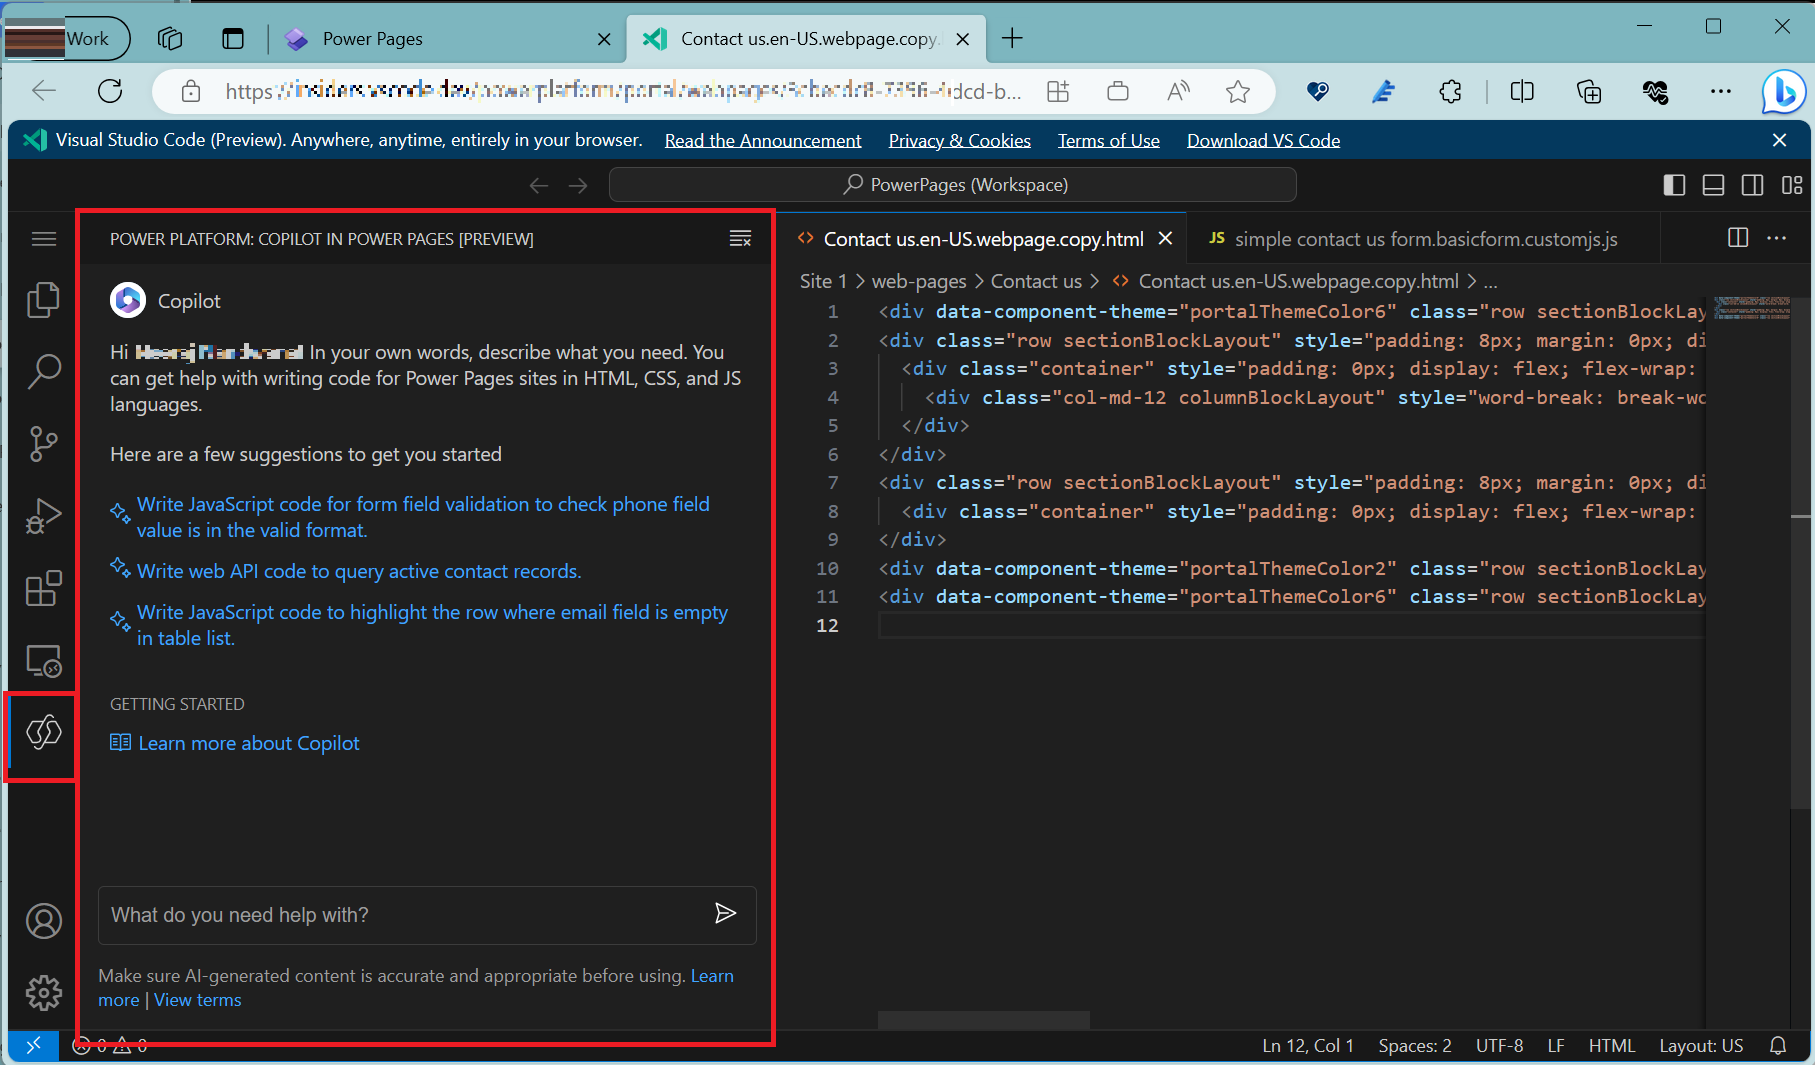 Work
Power Pages
Contact us.en-US.webpage.copy.
https://insiders.vscode.dev/powerplatform/portal/webpages/ dcd-b...
Visual Studio Code (Preview). Anywhere, anytime, entirely in your browser. Read the Announcement Privacy & Cookies Terms of Use Download VS Code
PowerPages (Workspace)
POWER PLATFORM: COPILOT IN POWER PAGES [PREVIEW]
Copilot
Hi In your own words, describe what you need. You
can get help with writing code for Power Pages sites in HTML, CSS, and JS
languages.
Here are a few suggestions to get you started
Write JavaScript code for form field validation to check phone field
value is in the valid format.
Write web API code to query active contact records.
Write JavaScript code to highlight the row where email field is empty
in table list.
GETTING STARTED
Learn more about Copilot
What do you need help with?
Make sure AI-generated content is accurate and appropriate before using. Learn
more | View terms
<> Contact us.en-US.webpage.copy.html
JS simple contact us form.basicform.customjs.js
Site 1 > web-pages > Contact us > <> Contact us.en-US.webpage.copy.html > ...
1 <div data-component-theme="portalThemeColor6" class="row sectionBlockLay
2 <div class="row sectionBlockLayout" style="padding: 8px; margin: 0px; di
3 <div class="container" style="padding: 0px; display: flex; flex-wrap:
4 <div class="col-md-12 columnBlockLayout" style="word-break: break-wo
5 </div>
6 </div>
7 <div class="row sectionBlockLayout" style="padding: 8px; margin: 0px; di
8 <div class="container" style="padding: 0px; display: flex; flex-wrap:
9 </div>
10 <div data-component-theme="portalThemeColor2" class="row sectionBlockLay
11 <div data-component-theme="portalThemeColor6" class="row sectionBlockLay
12
0 0
Ln 12, Col 1 Spaces: 2 UTF-8 LF HTML Layout: US